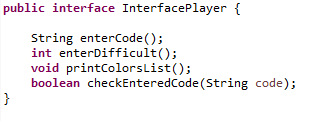 public interface InterfacePlayer {
String enterCode();
int enterDifficult();
void printColorsList();
boolean checkEnteredCode(String code);
}